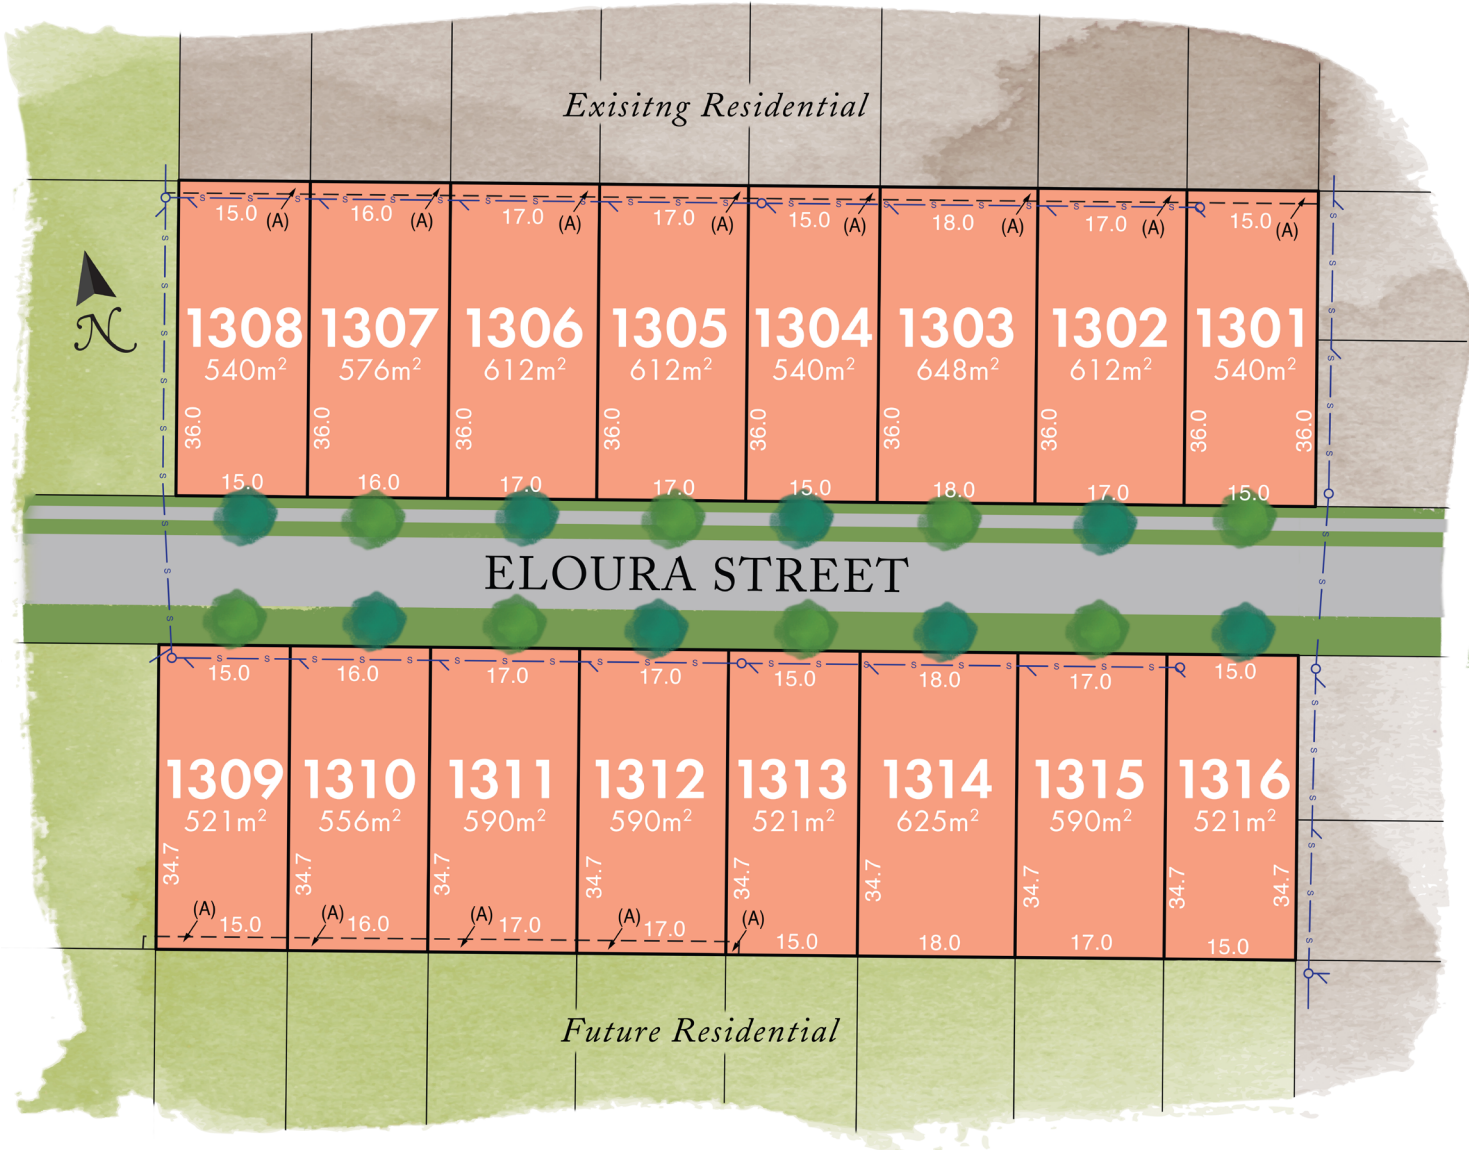 Exisitng Residential
15.0 (A) 16.0 (A) 17.0 (A) 17.0 (A) 15.0 (A) 18.0 (A) 17.0 (A) 15.0 (A)
N
1308 1307 1306 1305 1304 1303 1302 1301
540m² 576m² 612m² 612m² 540m² 648m² 612m² 540m²
36.0 36.0 36.0 36.0 36.0 36.0 36.0 36.0 36.0
15.0 16.0 17.0 17.0 15.0 18.0 17.0 15.0
ELOURA STREET
15.0 16.0 17.0 17.0 15.0 18.0 17.0 15.0
1309 1310 1311 1312 1313 1314 1315 1316
521m² 556m² 590m² 590m² 521m² 625m² 590m² 521m²
34.7 34.7 34.7 34.7 34.7 34.7 34.7 34.7 34.7
(A) 15.0 (A) 16.0 (A) 17.0 (A) 17.0 (A) 15.0 18.0 17.0 15.0
Future Residential